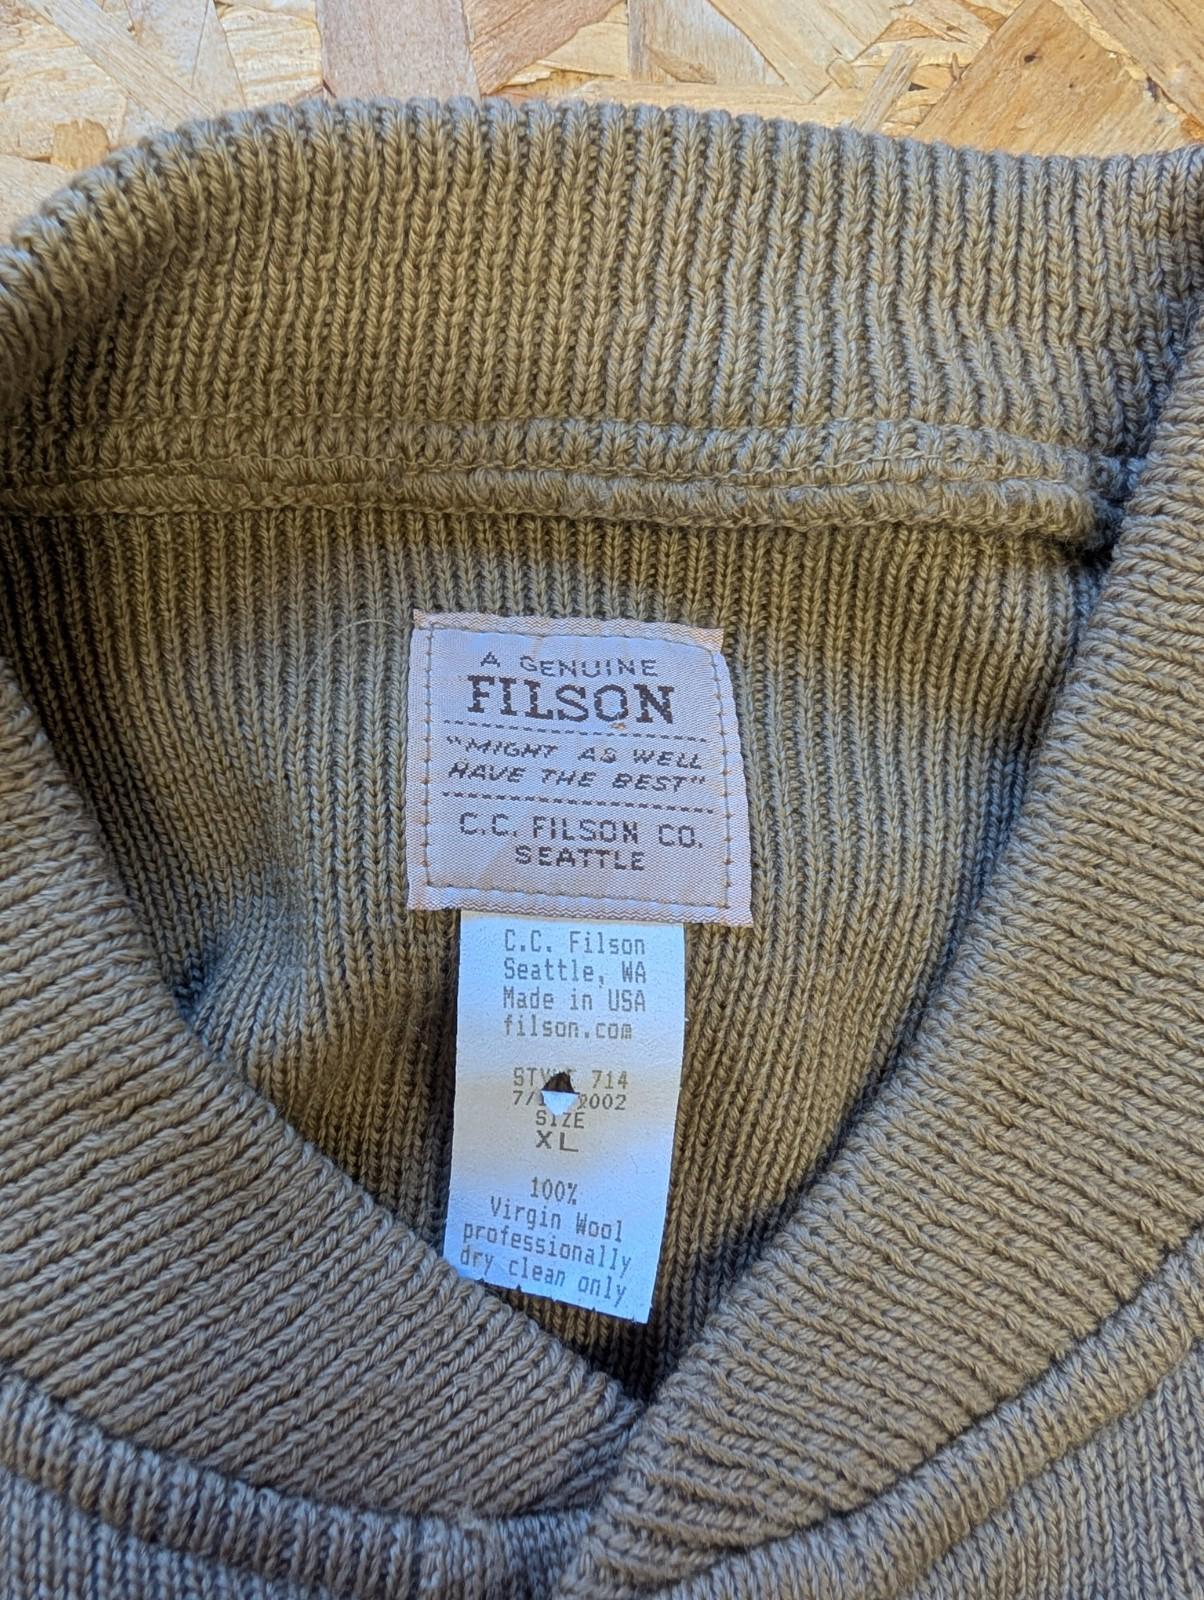 A GENUINE
FILSON
"MIGHT AS WELL
HAVE THE BEST"
C.C. FILSON CO.
SEATTLE
C.C. Filson
Seattle, WA
Made in USA
filson.com
714
2002
SIZE
XL
100%
Virgin Wool
professionally
dry clean only